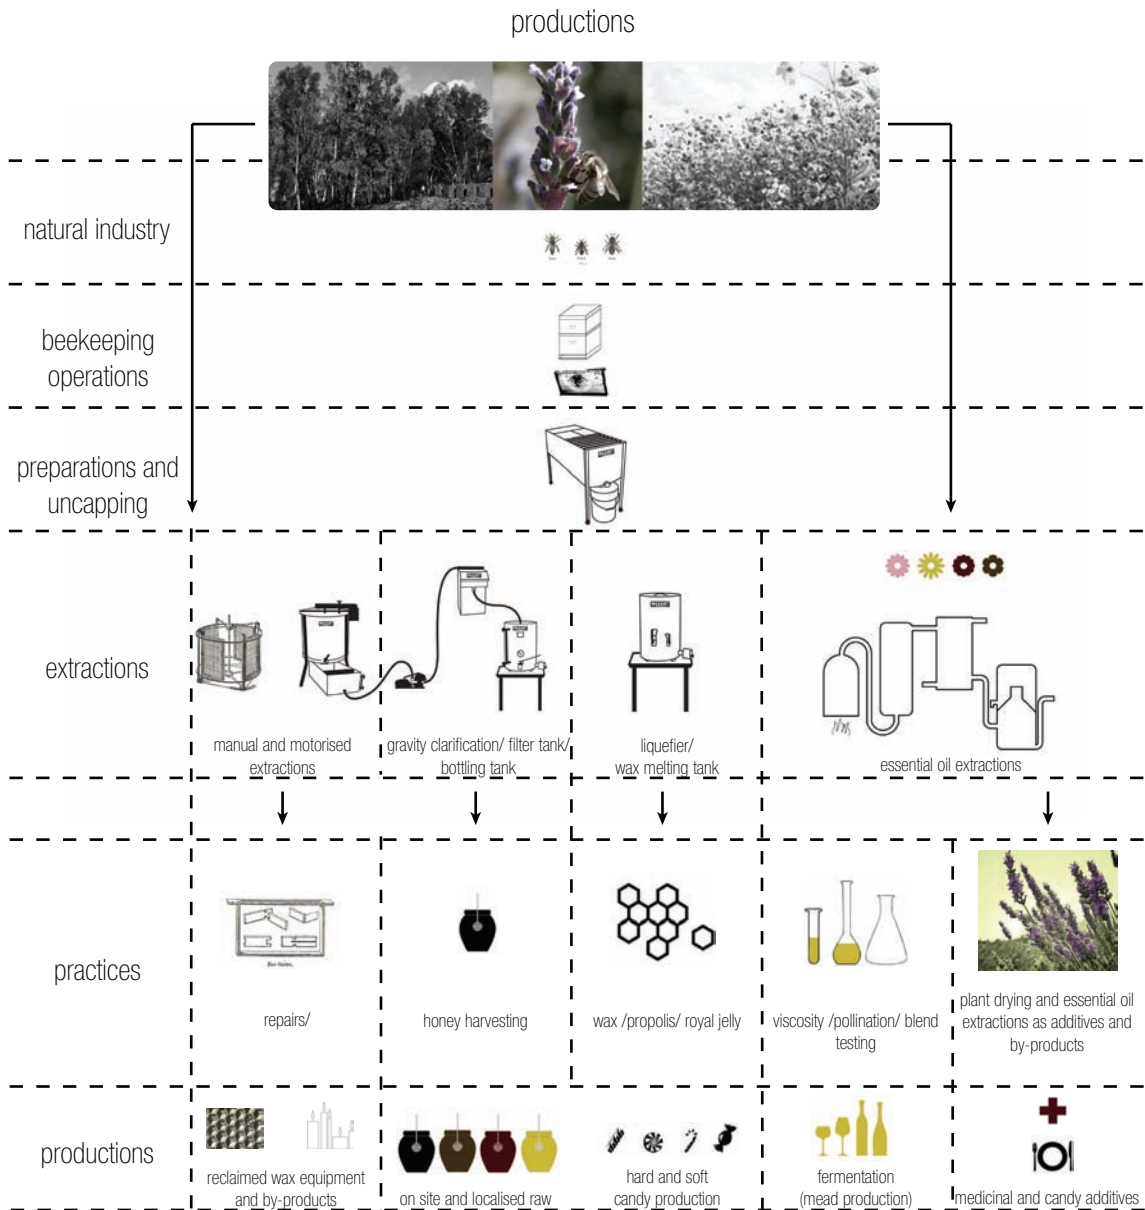 productions
natural industry
beekeeping
operations
preparations and
uncapping
extractions
manual and motorised
extractions
gravity clarification/ filter tank/
bottling tank
liquefier/
wax melting tank
essential oil extractions
practices
repairs/
honey harvesting
wax /propolis/ royal jelly
viscosity /pollination/ blend
testing
plant drying and essential oil
extractions as additives and
by-products
productions
reclaimed wax equipment
and by-products
on site and localised raw
hard and soft
candy production
fermentation
(mead production)
medicinal and candy additives